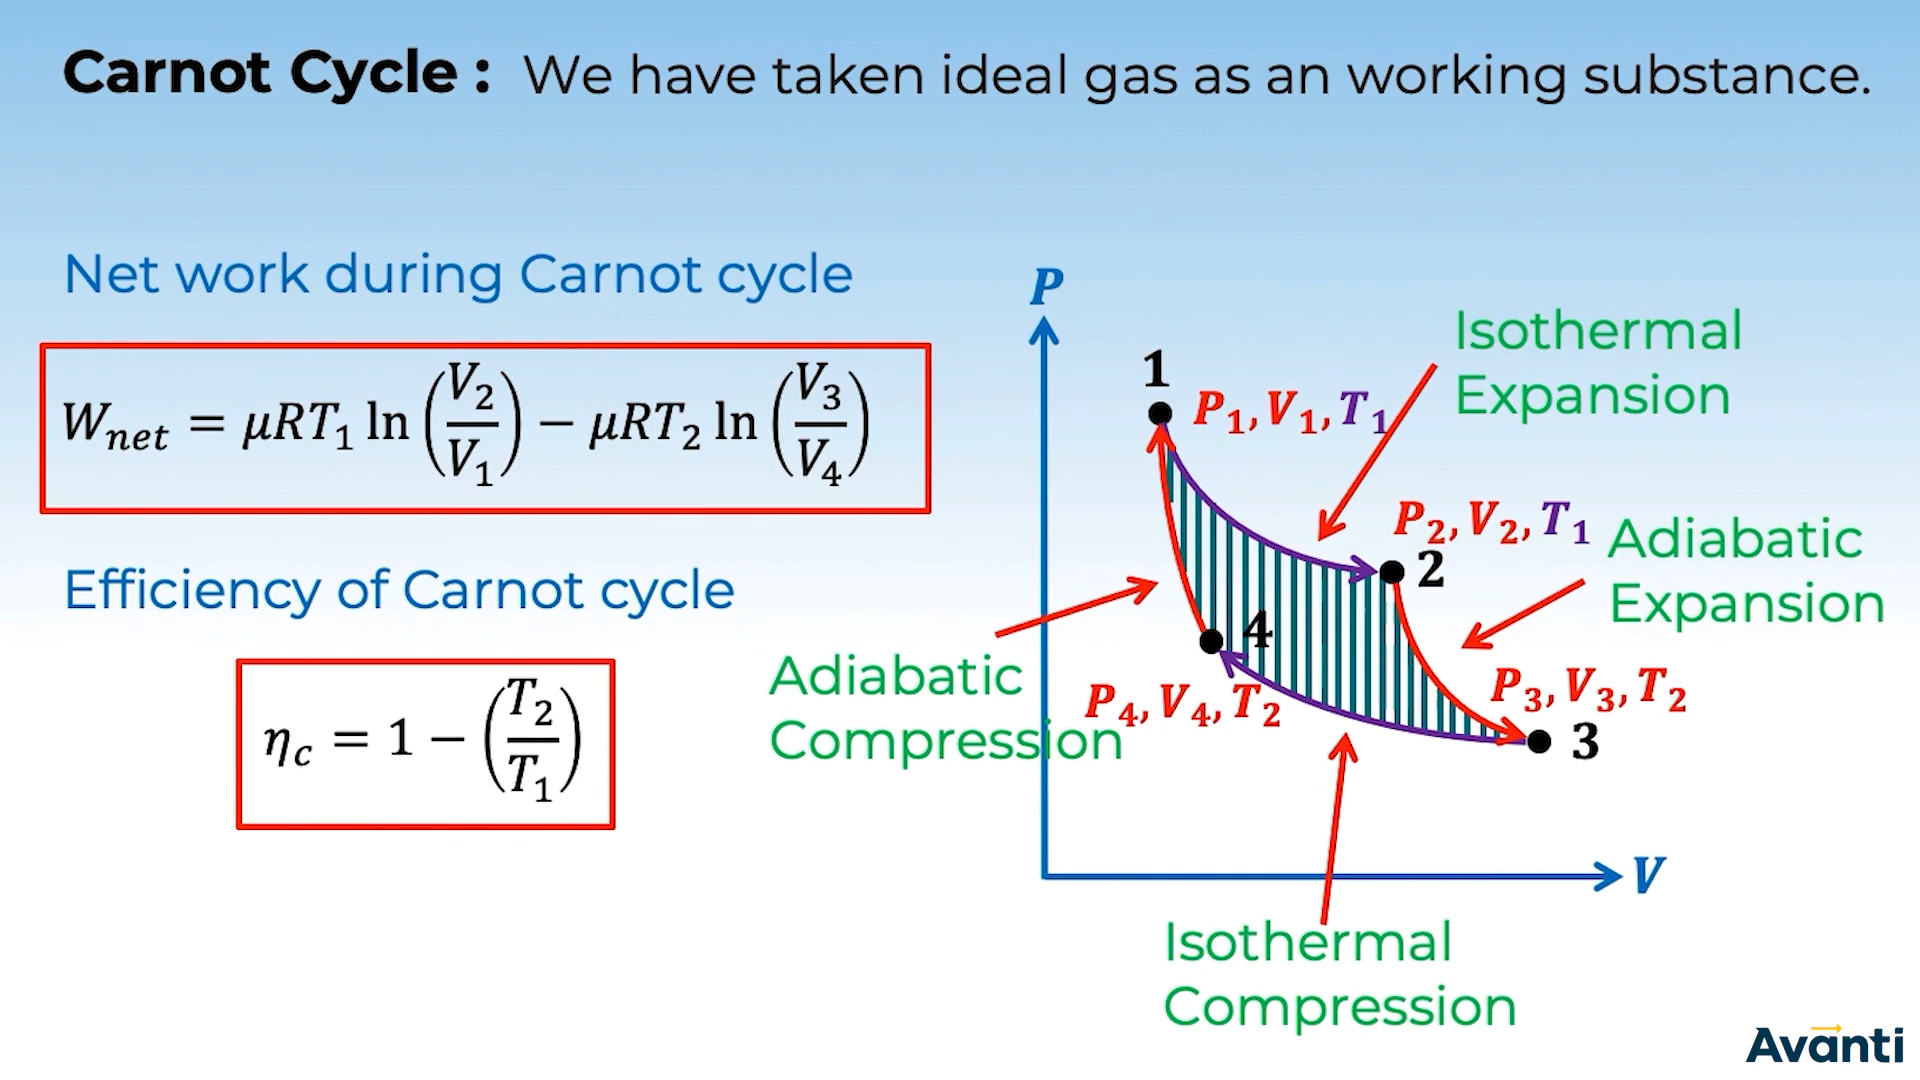 Carnot Cycle : We have taken ideal gas as an working substance.
Net work during Carnot cycle
W_net = μRT₁ ln (V₂/V₁) − μRT₂ ln (V₃/V₄)
Efficiency of Carnot cycle
η_c = 1 − (T₂/T₁)
P
1
P₁, V₁, T₁
Isothermal
Expansion
P₂, V₂, T₁
2
Adiabatic
Expansion
4
Adiabatic
Compression
P₄, V₄, T₂
P₃, V₃, T₂
3
V
Isothermal
Compression
Avanti